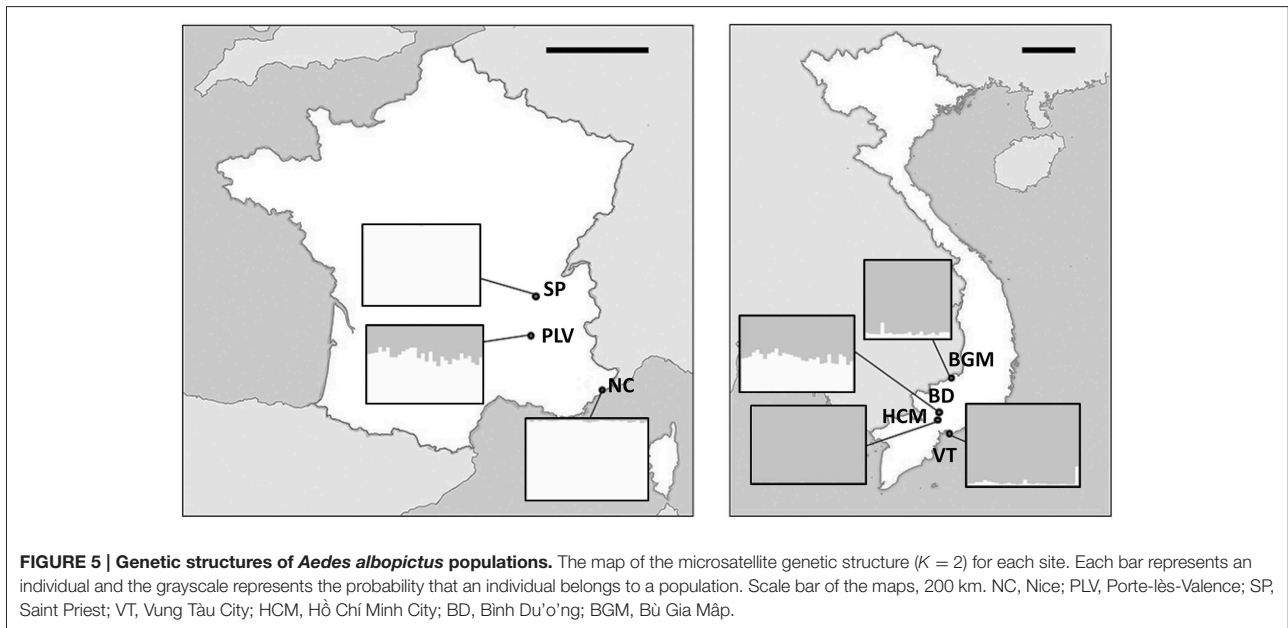 SP
PLV
NC
BGM
BD
HCM
VT
FIGURE 5 | Genetic structures of Aedes albopictus populations. The map of the microsatellite genetic structure (K = 2) for each site. Each bar represents an
individual and the grayscale represents the probability that an individual belongs to a population. Scale bar of the maps, 200 km. NC, Nice; PLV, Porte-lès-Valence; SP,
Saint Priest; VT, Vung Tàu City; HCM, Hồ Chí Minh City; BD, Bình Du'o'ng; BGM, Bù Gia Mâp.